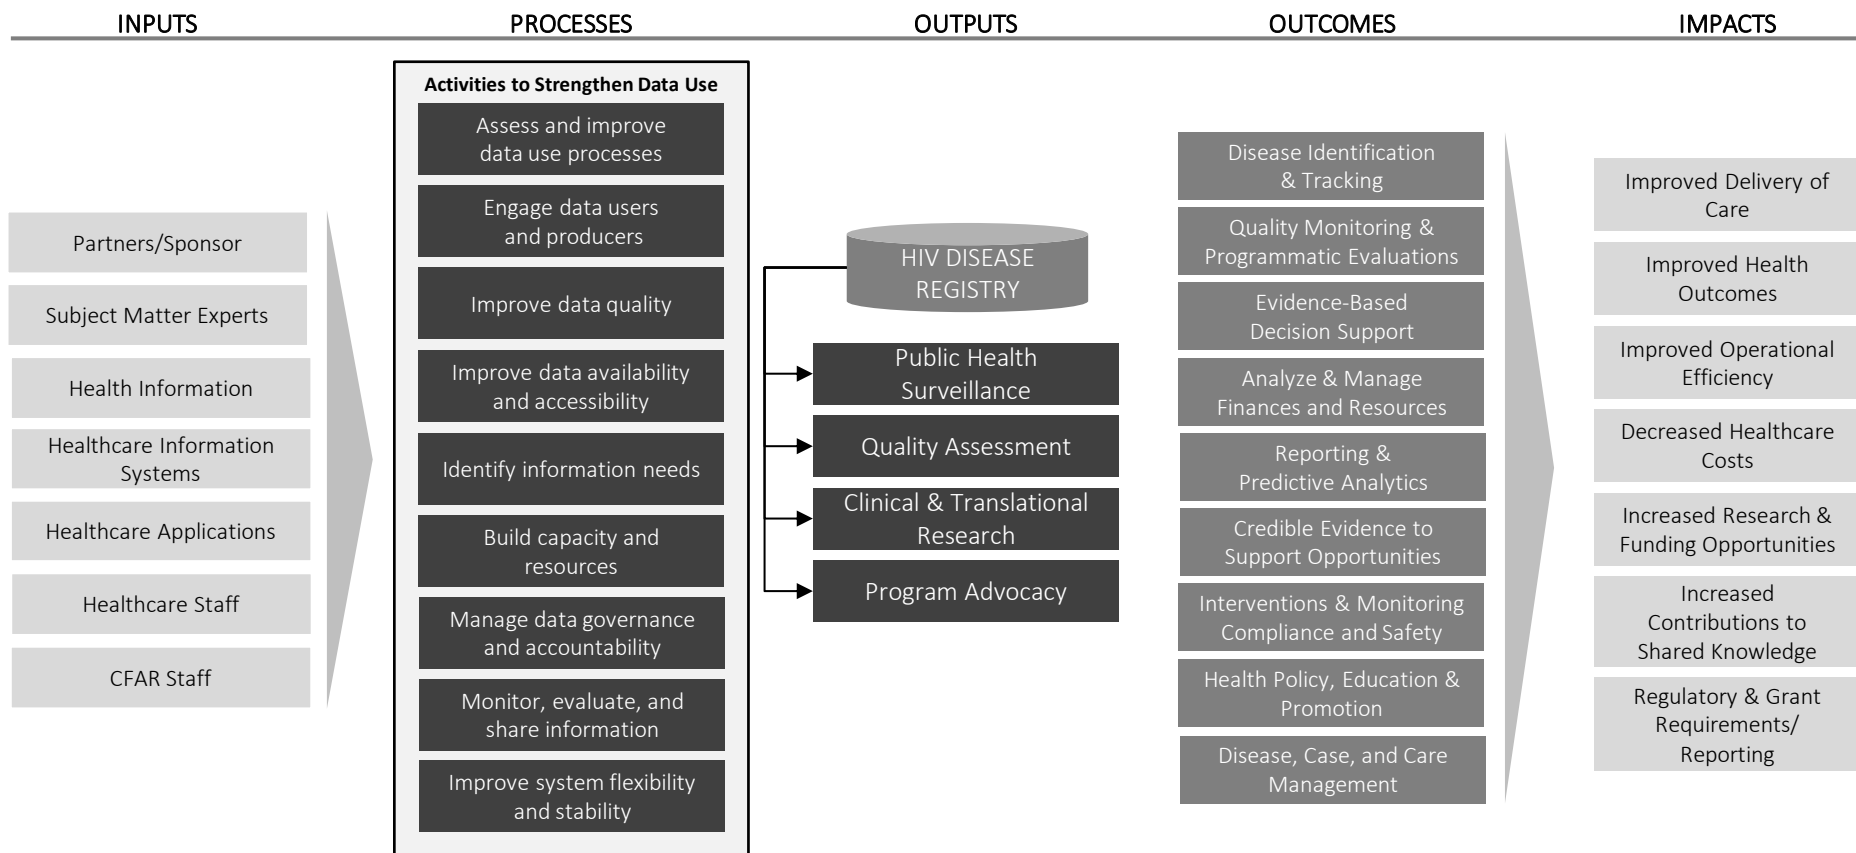 INPUTS
PROCESSES
OUTPUTS
OUTCOMES
IMPACTS
Partners/Sponsor
Subject Matter Experts
Health Information
Healthcare Information
Systems
Healthcare Applications
Healthcare Staff
CFAR Staff
Activities to Strengthen Data Use
Assess and improve
data use processes
Engage data users
and producers
Improve data quality
Improve data availability
and accessibility
Identify information needs
Build capacity and
resources
Manage data governance
and accountability
Monitor, evaluate, and
share information
Improve system flexibility
and stability
HIV DISEASE
REGISTRY
Public Health
Surveillance
Quality Assessment
Clinical & Translational
Research
Program Advocacy
Disease Identification
& Tracking
Quality Monitoring &
Programmatic Evaluations
Evidence-Based
Decision Support
Analyze & Manage
Finances and Resources
Reporting &
Predictive Analytics
Credible Evidence to
Support Opportunities
Interventions & Monitoring
Compliance and Safety
Health Policy, Education &
Promotion
Disease, Case, and Care
Management
Improved Delivery of
Care
Improved Health
Outcomes
Improved Operational
Efficiency
Decreased Healthcare
Costs
Increased Research &
Funding Opportunities
Increased
Contributions to
Shared Knowledge
Regulatory & Grant
Requirements/
Reporting